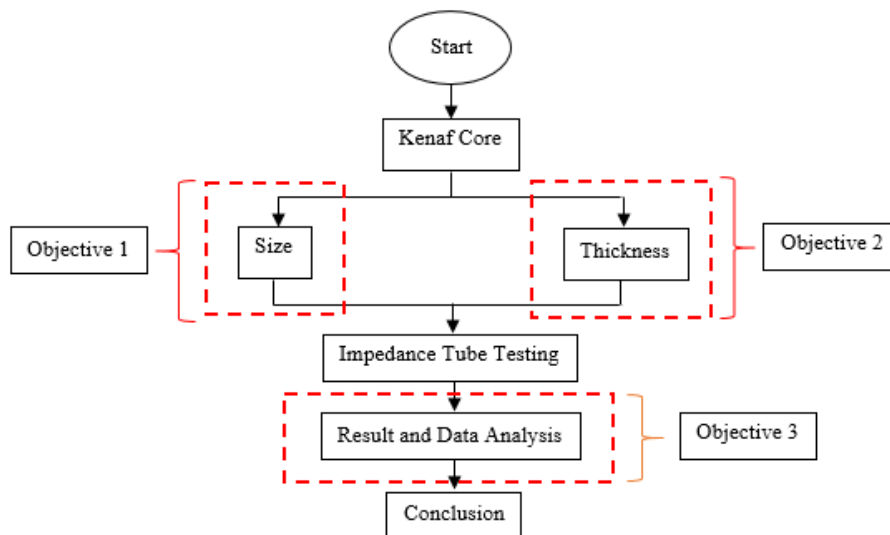 Start
Kenaf Core
Objective 1
Size
Thickness
Objective 2
Impedance Tube Testing
Result and Data Analysis
Objective 3
Conclusion